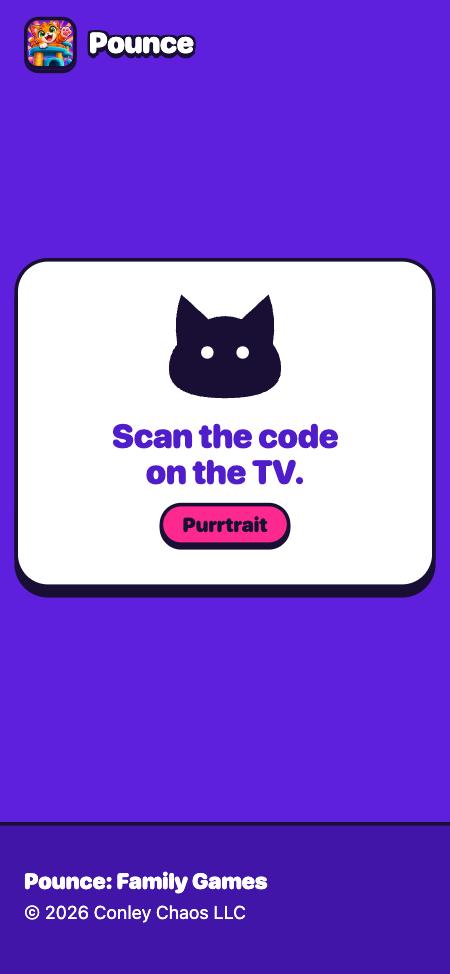 Pounce
Scan the code
on the TV.
Purrtrait
Pounce: Family Games
© 2026 Conley Chaos LLC